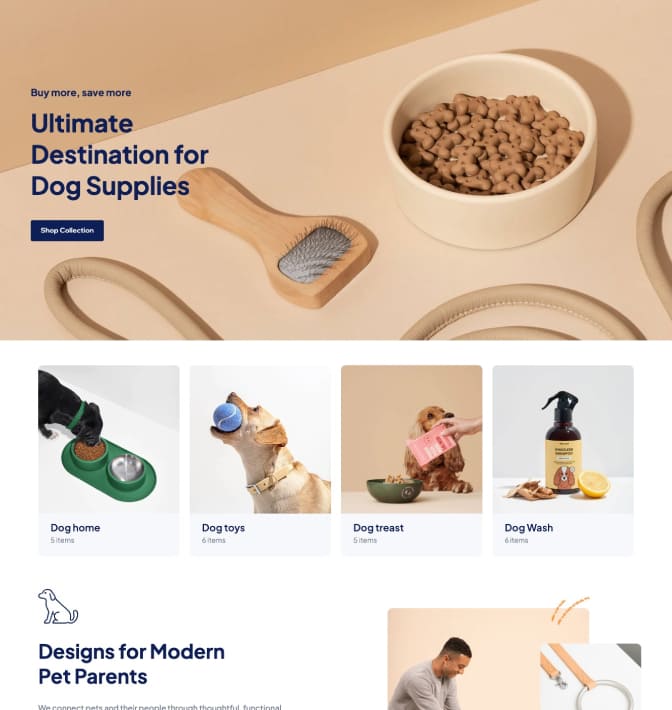 Buy more, save more
Ultimate
Destination for
Dog Supplies
Shop Collection
Dog home
5 items
Dog toys
6 items
Dog treast
5 items
Dog Wash
6 items
Designs for Modern
Pet Parents
We connect pets and their people through thoughtful, functional